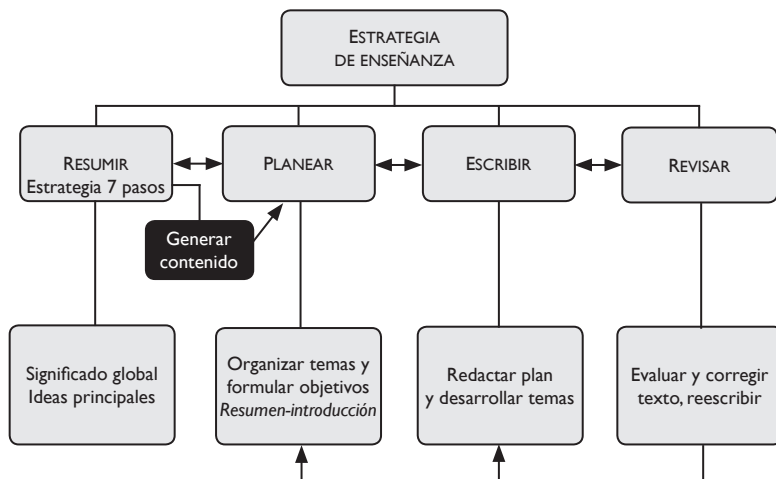 ESTRATEGIA
DE ENSEÑANZA
RESUMIR
Estrategia 7 pasos
PLANEAR
ESCRIBIR
REVISAR
Generar
contenido
Significado global
Ideas principales
Organizar temas y
formular objetivos
Resumen-introducción
Redactar plan
y desarrollar temas
Evaluar y corregir
texto, reescribir